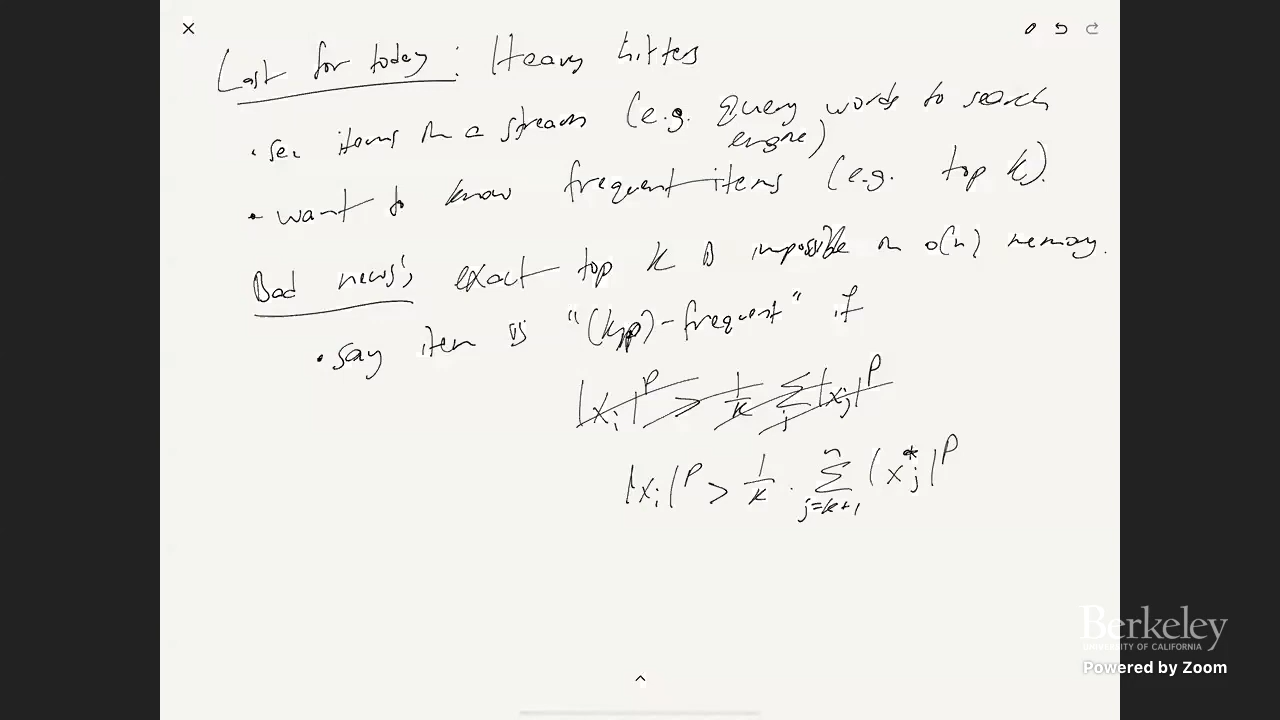 Last for today: Heavy hitters
• see items in a stream (e.g. query words to search
engine)
• want to know frequent items (e.g. top k).
Bad news: exact top k is impossible in o(n) memory.
• say item is "(k,p)-frequent" if
|x_i|^p > 1/k Σ_j |x_j|^p
|x_i|^p > 1/k · Σ_{j=k+1}^n |x*_j|^p
Berkeley
UNIVERSITY OF CALIFORNIA
Powered by Zoom